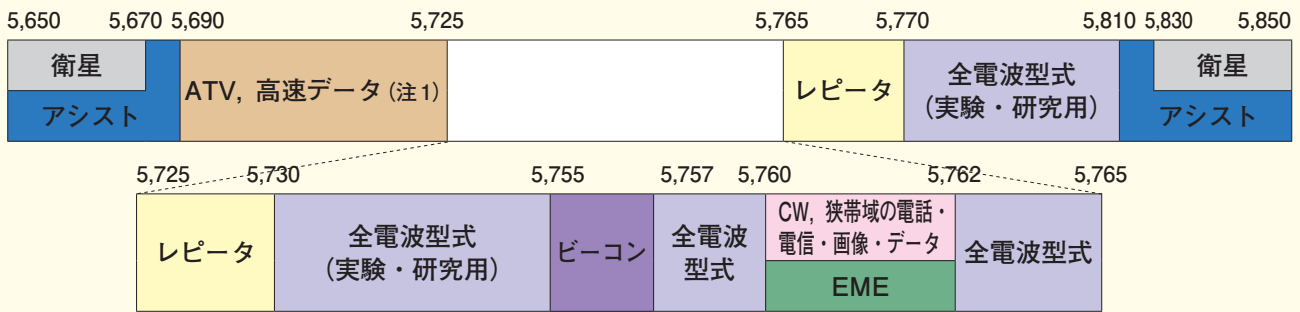 5,650 5,670 5,690 5,725 5,765 5,770 5,810 5,830 5,850
衛星
アシスト
ATV, 高速データ(注1)
レピータ
全電波型式
(実験・研究用)
衛星
アシスト
5,725 5,730 5,755 5,757 5,760 5,762 5,765
レピータ
全電波型式
(実験・研究用)
ビーコン
全電波
型式
CW, 狭帯域の電話・
電信・画像・データ
EME
全電波型式